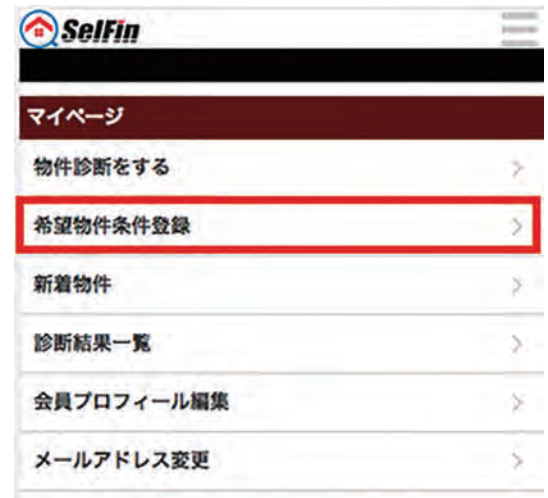 SelFin
マイページ
物件診断をする
希望物件条件登録
新着物件
診断結果一覧
会員プロフィール編集
メールアドレス変更